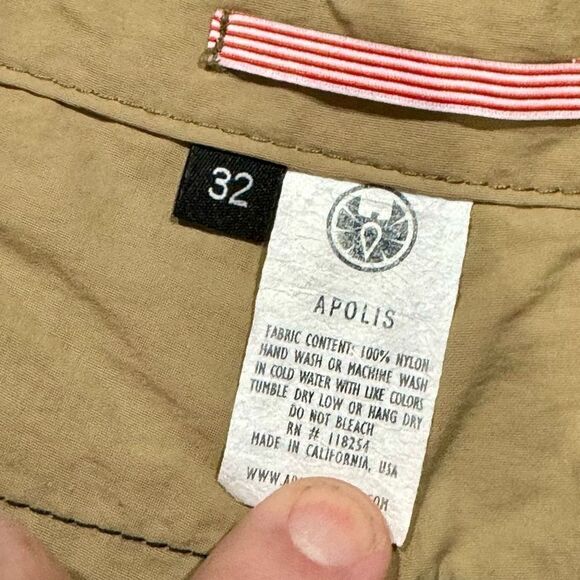 32
APOLIS
FABRIC CONTENT: 100% NYLON
HAND WASH OR MACHINE WASH
IN COLD WATER WITH LIKE COLORS
TUMBLE DRY LOW OR HANG DRY
DO NOT BLEACH
RN # 118254
MADE IN CALIFORNIA, USA